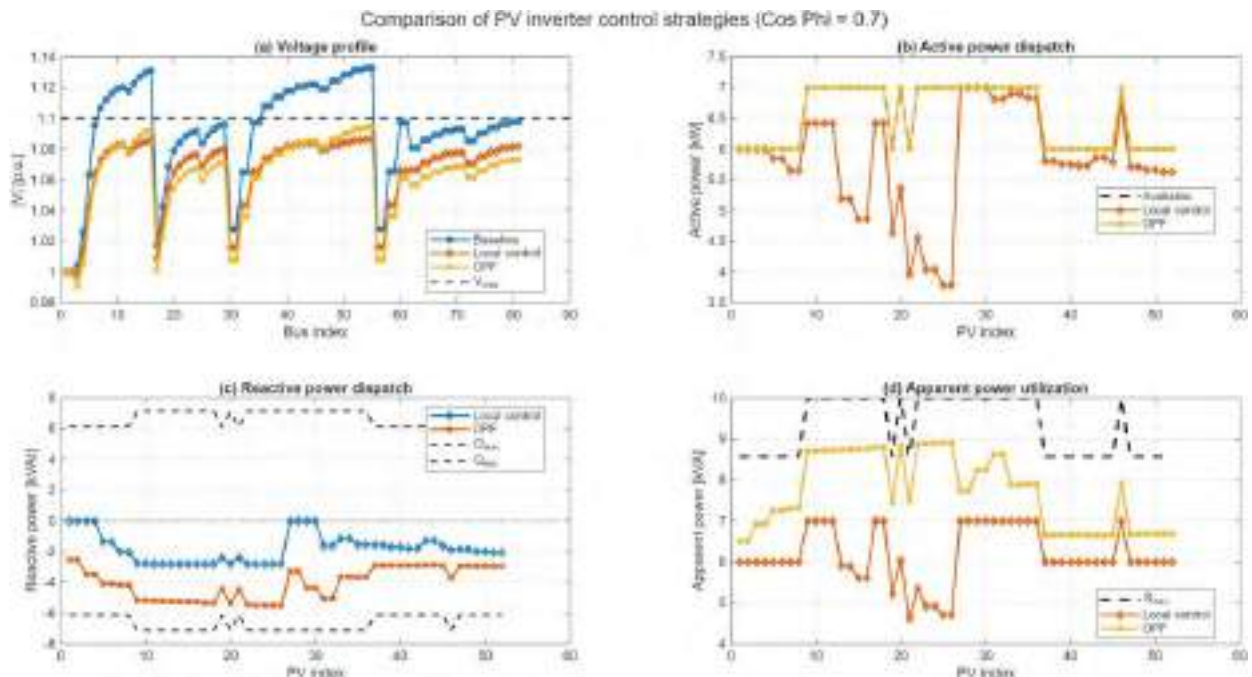 Comparison of PV inverter control strategies (Cos Phi = 0.7)
(a) Voltage profile
1.14
1.12
1.1
1.08
1.06
1.04
1.02
1
0.98
|V| [p.u.]
0 10 20 30 40 50 60 70 80 90
Bus Index
Baseline
Local control
OPF
(b) Active power dispatch
7.5
7
6.5
6
5.5
5
4.5
4
3.5
Active power [kW]
0 10 20 30 40 50 60
PV Index
Available
Local control
OPF
(c) Reactive power dispatch
8
6
4
2
0
-2
-4
-6
-8
Reactive power [kVAr]
0 10 20 30 40 50 60
PV Index
Local control
OPF
(d) Apparent power utilization
10
9
8
7
6
5
4
Apparent power [kVA]
0 10 20 30 40 50 60
PV Index
Local control
OPF